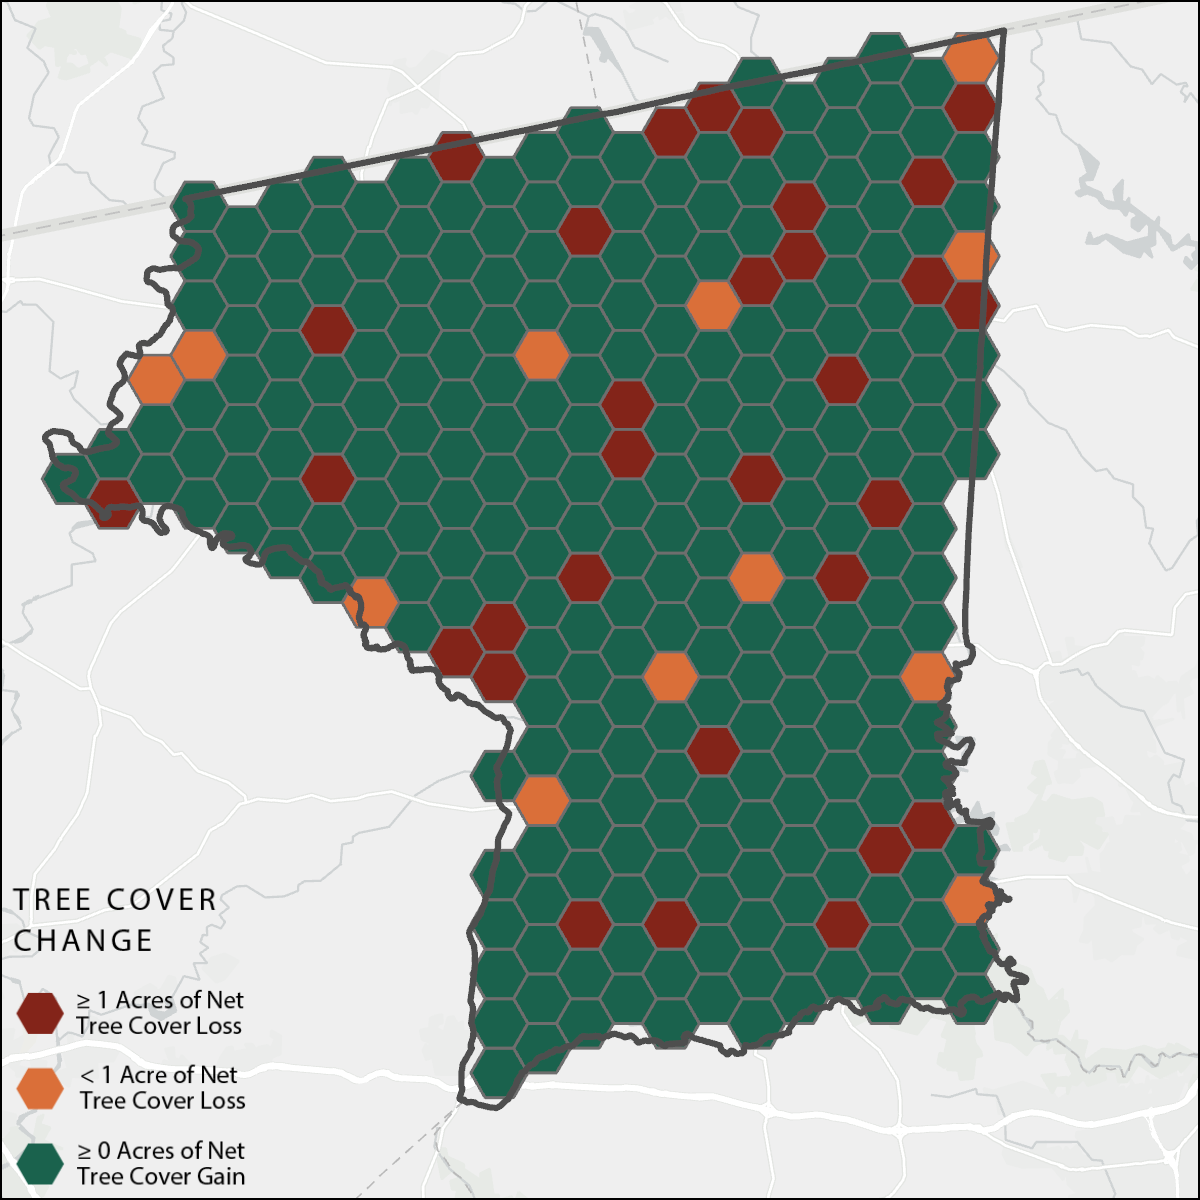 TREE COVER
CHANGE
≥ 1 Acres of Net
Tree Cover Loss
< 1 Acre of Net
Tree Cover Loss
≥ 0 Acres of Net
Tree Cover Gain